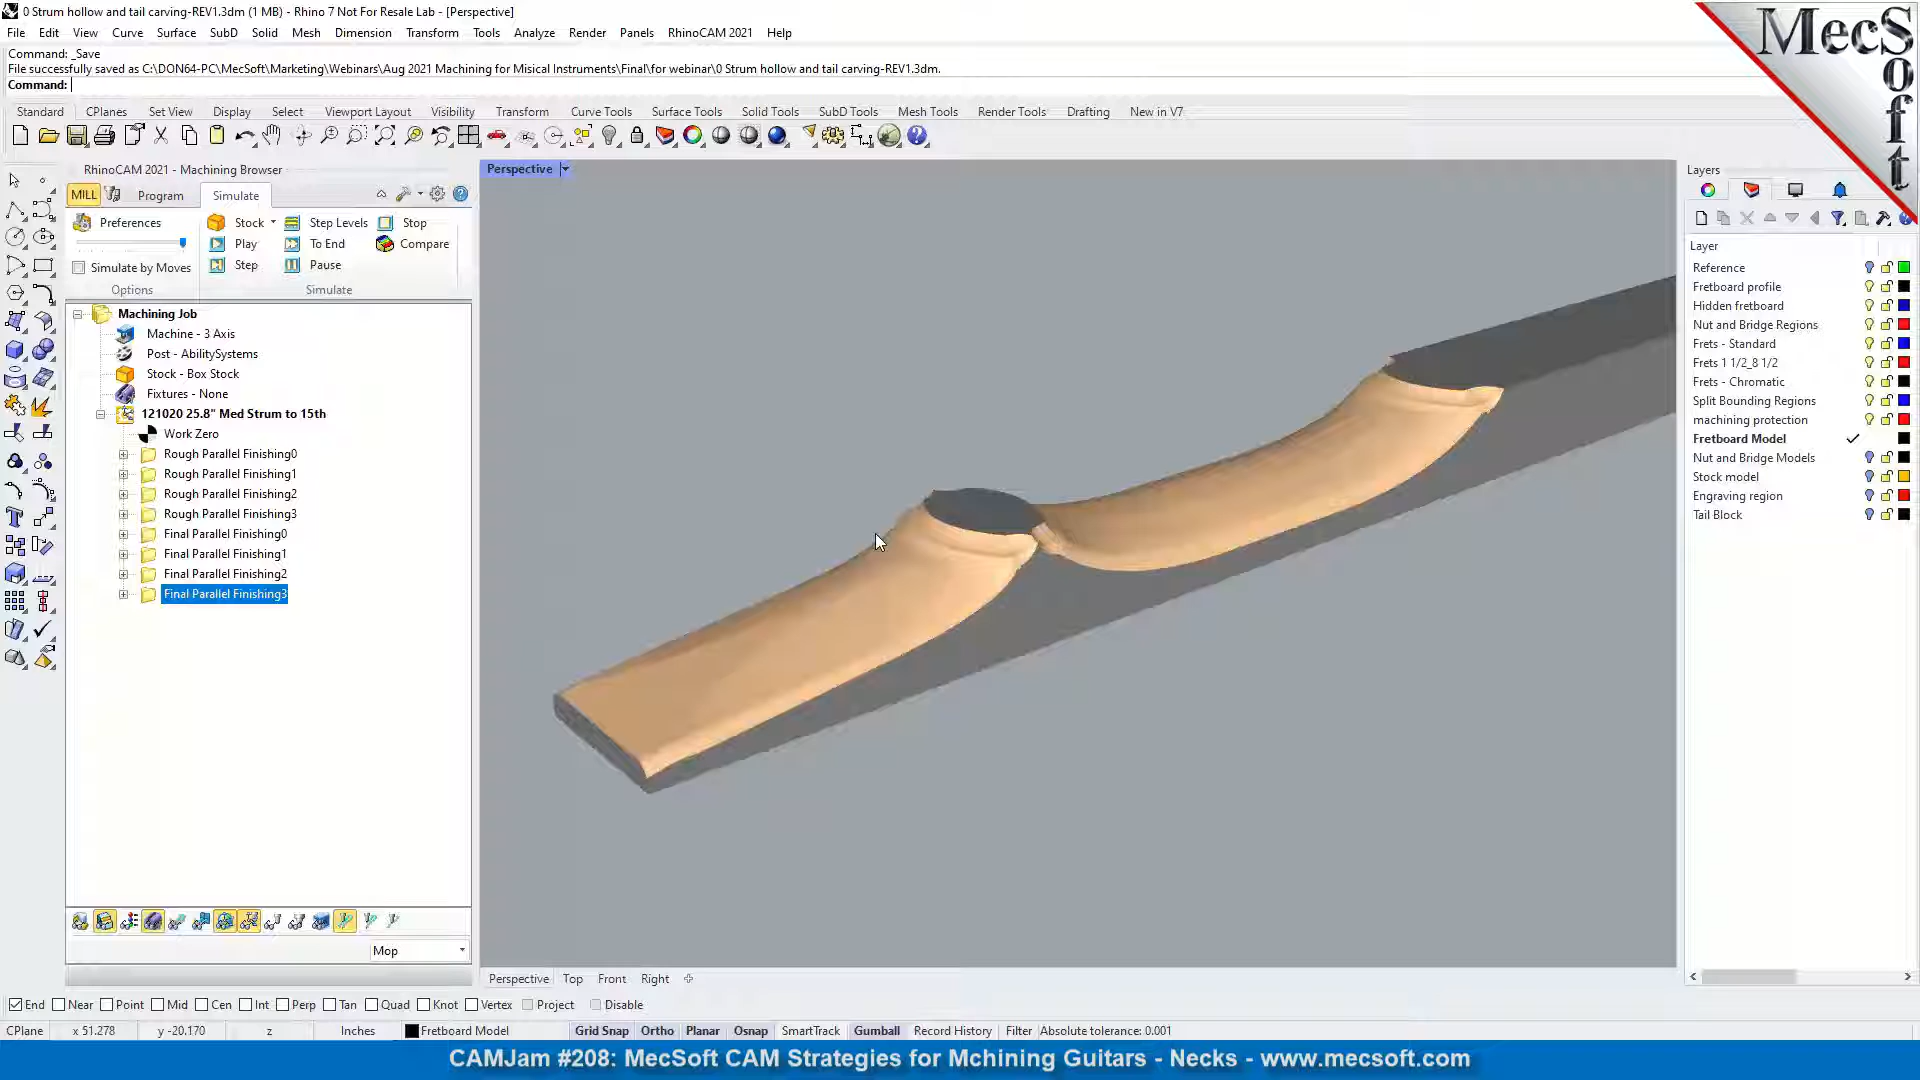 0 Strum hollow and tail carving-REV1.3dm (1 MB) - Rhino 7 Not For Resale Lab - [Perspective]
File Edit View Curve Surface SubD Solid Mesh Dimension Transform Tools Analyze Render Panels RhinoCAM 2021 Help
Command: _Save
File successfully saved as C:\DON64-PC\MecSoft\Marketing\Webinars\Aug 2021 Machining for Misical Instruments\Final\for webinar\0 Strum hollow and tail carving-REV1.3dm.
Command:
Standard CPlanes Set View Display Select Viewport Layout Visibility Transform Curve Tools Surface Tools Solid Tools SubD Tools Mesh Tools Render Tools Drafting New in V7
MecSoft
RhinoCAM 2021 - Machining Browser
MILL Program Simulate
Preferences Stock Step Levels Stop
Play To End Compare
Simulate by Moves Step Pause
Options Simulate
Machining Job
Machine - 3 Axis
Post - AbilitySystems
Stock - Box Stock
Fixtures - None
121020 25.8" Med Strum to 15th
Work Zero
Rough Parallel Finishing0
Rough Parallel Finishing1
Rough Parallel Finishing2
Rough Parallel Finishing3
Final Parallel Finishing0
Final Parallel Finishing1
Final Parallel Finishing2
Final Parallel Finishing3
Mop
Perspective
Layers
Layer
Reference
Fretboard profile
Hidden fretboard
Nut and Bridge Regions
Frets - Standard
Frets 1 1/2_8 1/2
Frets - Chromatic
Split Bounding Regions
machining protection
Fretboard Model
Nut and Bridge Models
Stock model
Engraving region
Tail Block
Perspective Top Front Right
End Near Point Mid Cen Int Perp Tan Quad Knot Vertex Project Disable
CPlane x 51.278 y -20.170 z Inches Fretboard Model Grid Snap Ortho Planar Osnap SmartTrack Gumball Record History Filter Absolute tolerance: 0.001
CAMJam #208: MecSoft CAM Strategies for Mchining Guitars - Necks - www.mecsoft.com